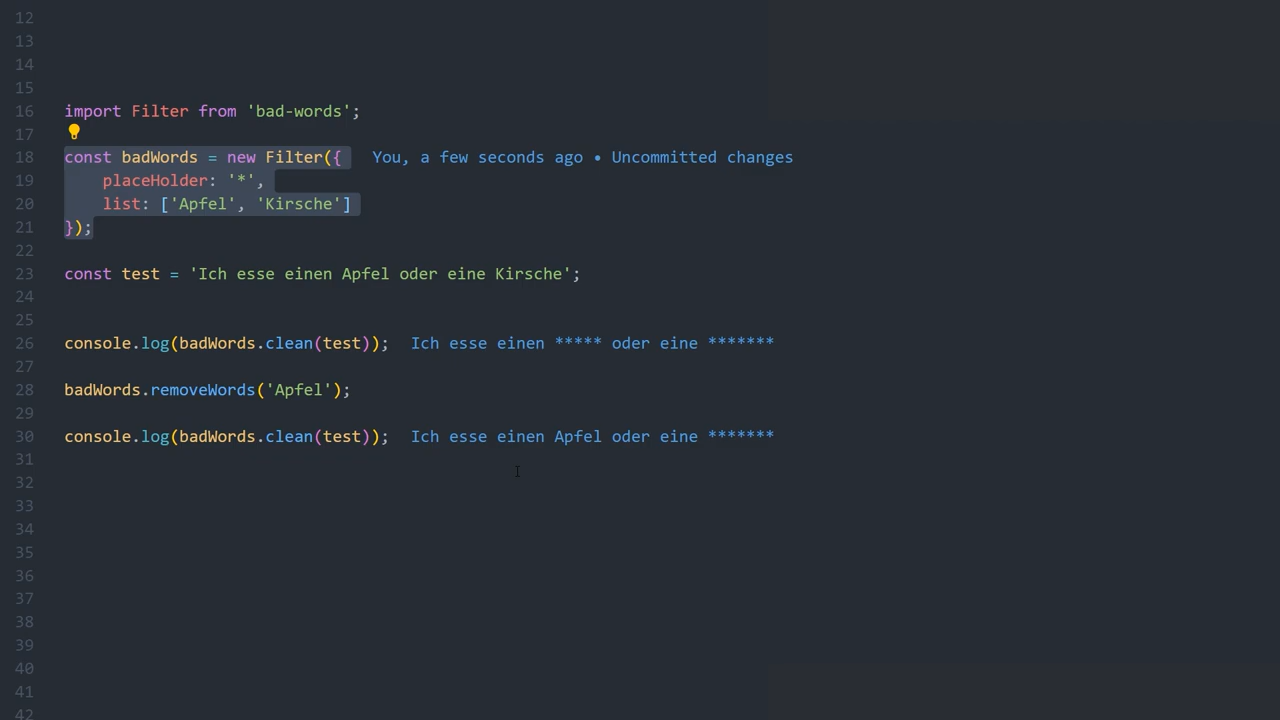 12
13
14
15
16 import Filter from 'bad-words';
17
18 const badWords = new Filter({ You, a few seconds ago • Uncommitted changes
19 placeHolder: '*',
20 list: ['Apfel', 'Kirsche']
21 });
22
23 const test = 'Ich esse einen Apfel oder eine Kirsche';
24
25
26 console.log(badWords.clean(test)); Ich esse einen ***** oder eine *******
27
28 badWords.removeWords('Apfel');
29
30 console.log(badWords.clean(test)); Ich esse einen Apfel oder eine *******
31
32
33
34
35
36
37
38
39
40
41
42